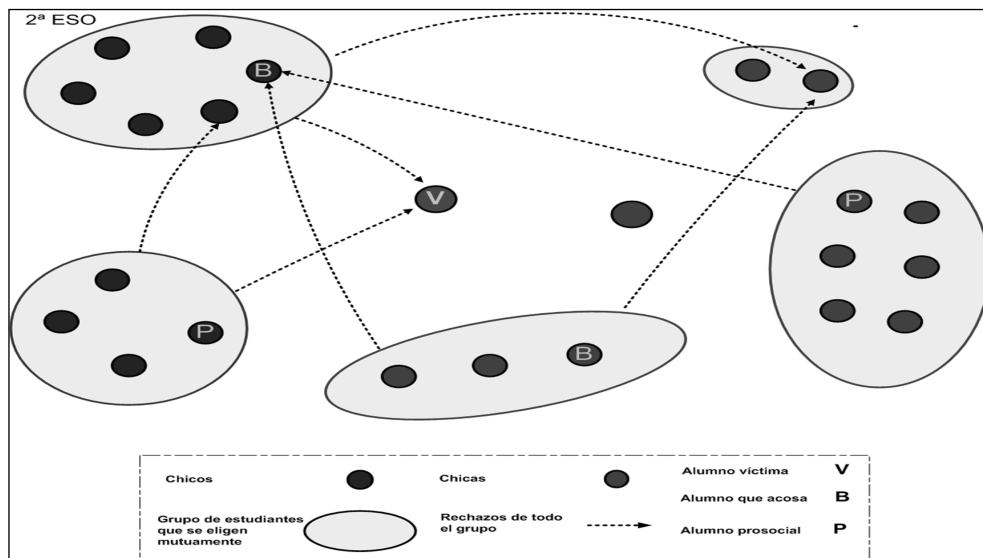 2ª ESO
B
P
V
P
B
Chicos
Chicas
Alumno víctima V
Alumno que acosa B
Grupo de estudiantes
que se eligen
mutuamente
Rechazos de todo
el grupo
Alumno prosocial P